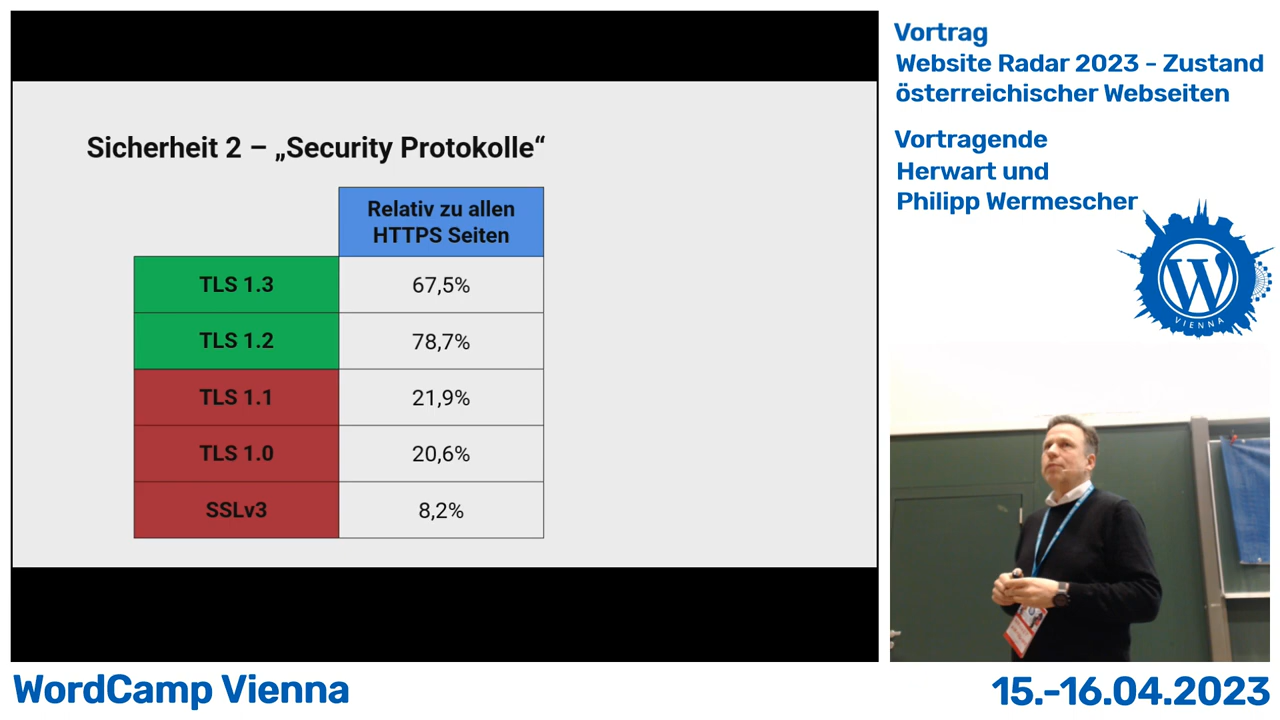 Sicherheit 2 – „Security Protokolle“
Relativ zu allen
HTTPS Seiten
TLS 1.3 67,5%
TLS 1.2 78,7%
TLS 1.1 21,9%
TLS 1.0 20,6%
SSLv3 8,2%
Vortrag
Website Radar 2023 - Zustand
österreichischer Webseiten
Vortragende
Herwart und
Philipp Wermescher
W
VIENNA
WordCamp Vienna
15.-16.04.2023